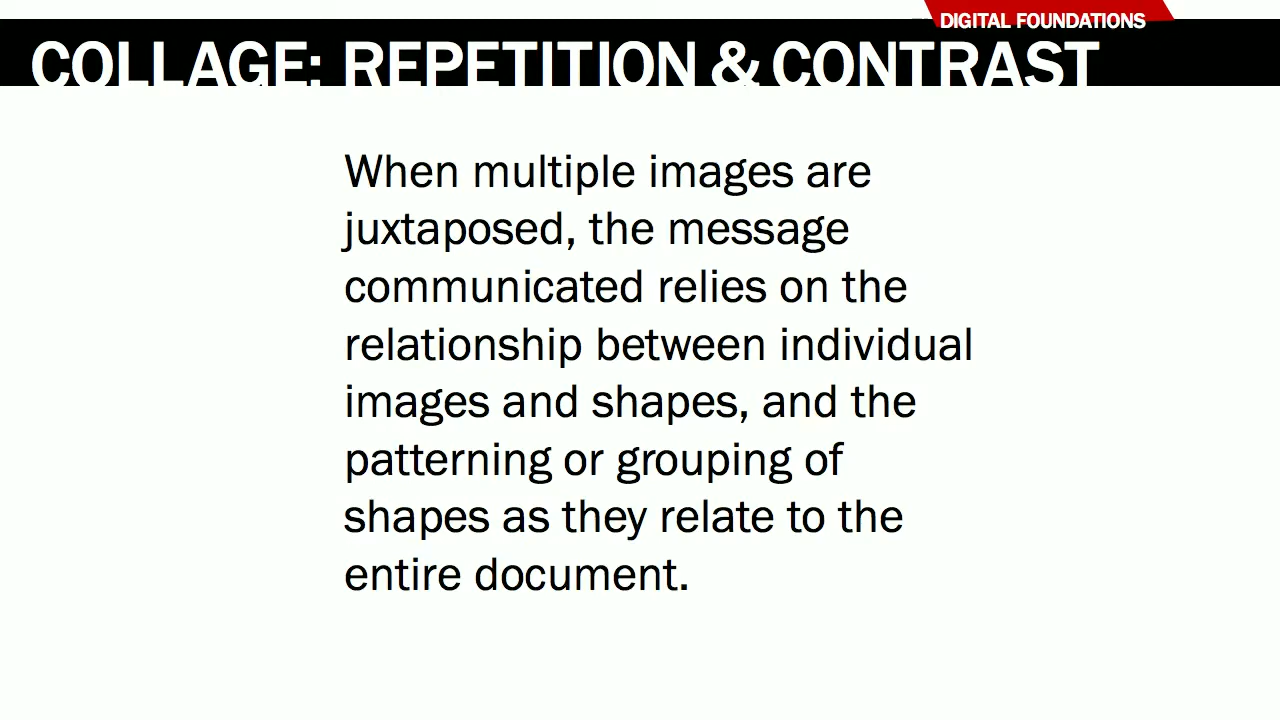 DIGITAL FOUNDATIONS
COLLAGE: REPETITION & CONTRAST
When multiple images are
juxtaposed, the message
communicated relies on the
relationship between individual
images and shapes, and the
patterning or grouping of
shapes as they relate to the
entire document.